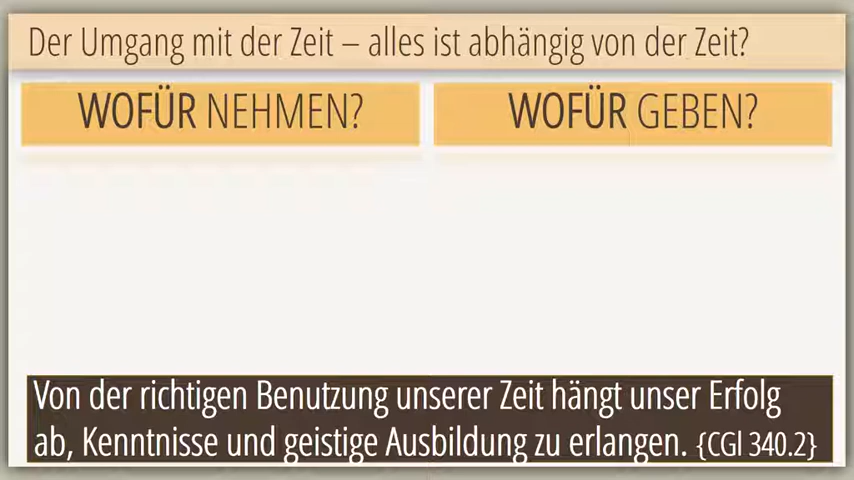 Der Umgang mit der Zeit – alles ist abhängig von der Zeit?
WOFÜR NEHMEN?
WOFÜR GEBEN?
Von der richtigen Benutzung unserer Zeit hängt unser Erfolg
ab, Kenntnisse und geistige Ausbildung zu erlangen. {CGl 340.2}